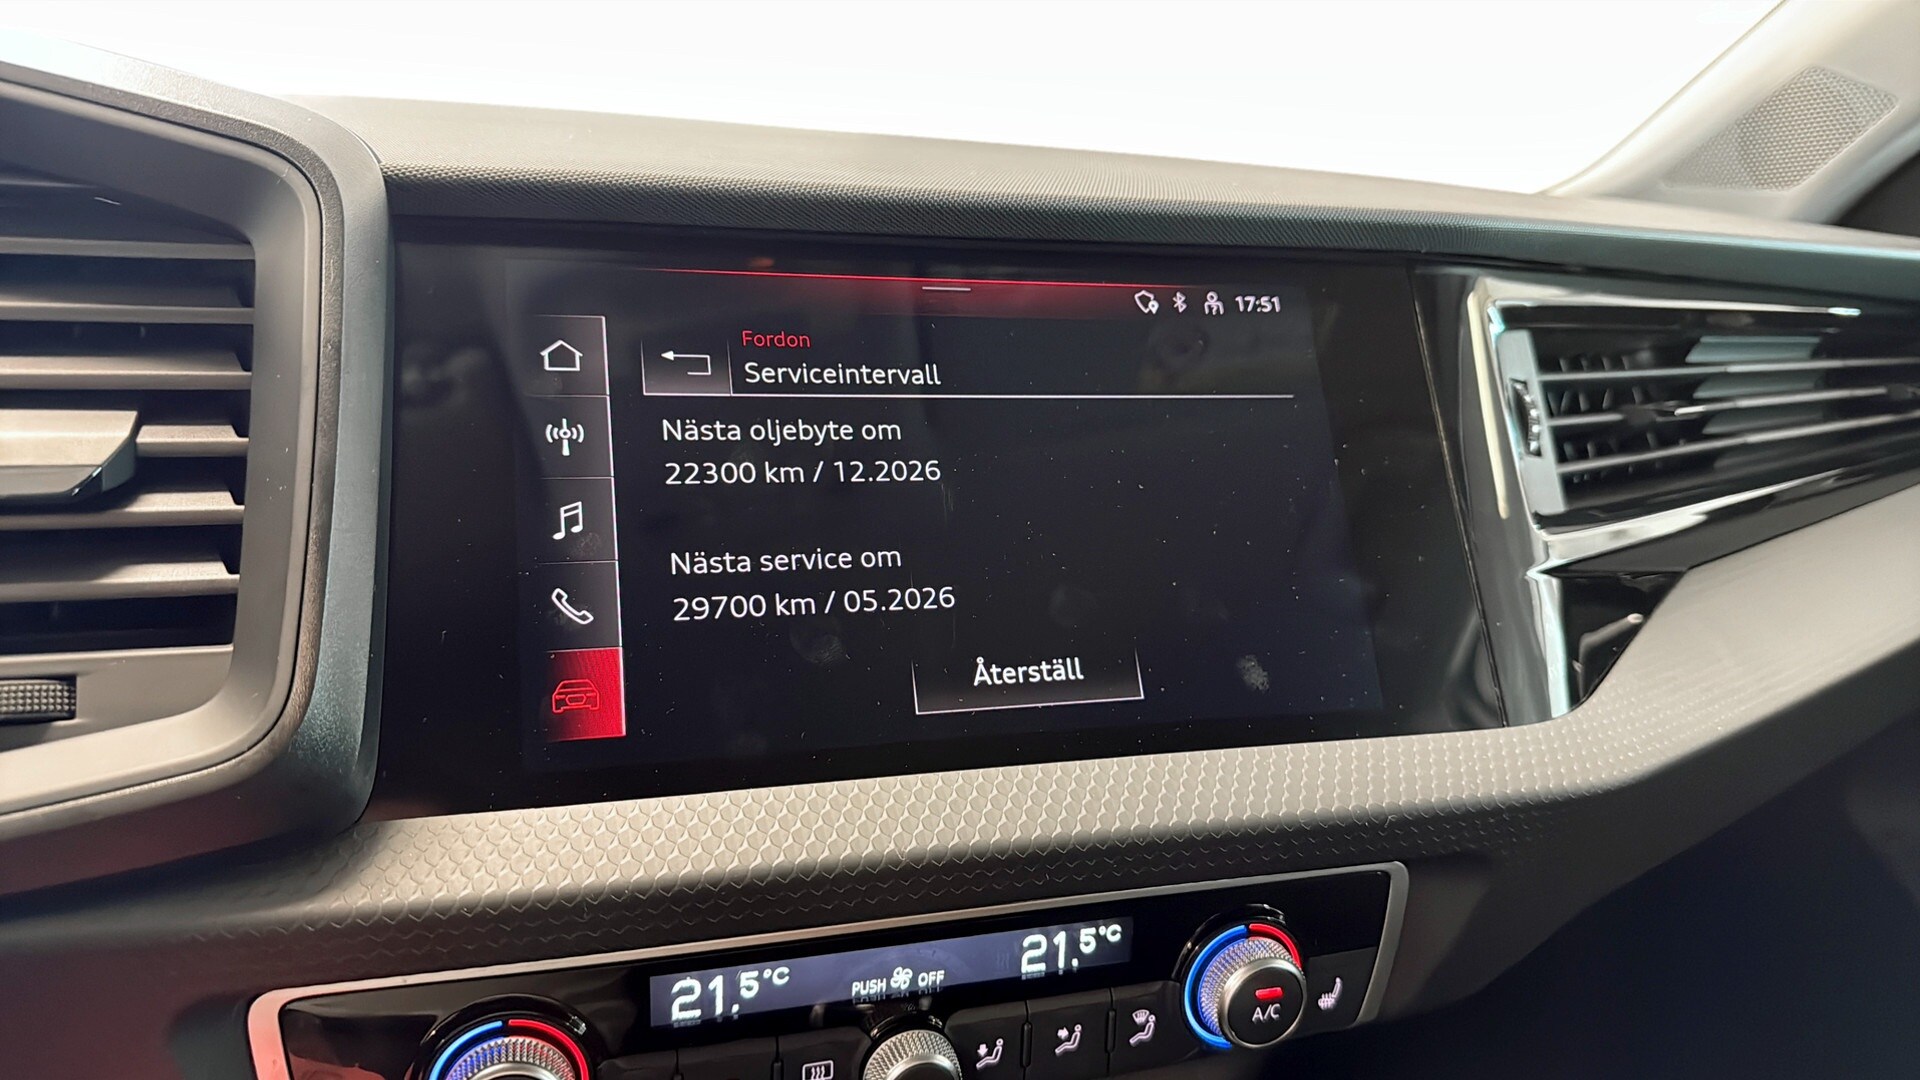 17:51
Fordon
Serviceintervall
Nästa oljebyte om
22300 km / 12.2026
Nästa service om
29700 km / 05.2026
Återställ
21.5°C
PUSH OFF
21.5°C
A/C